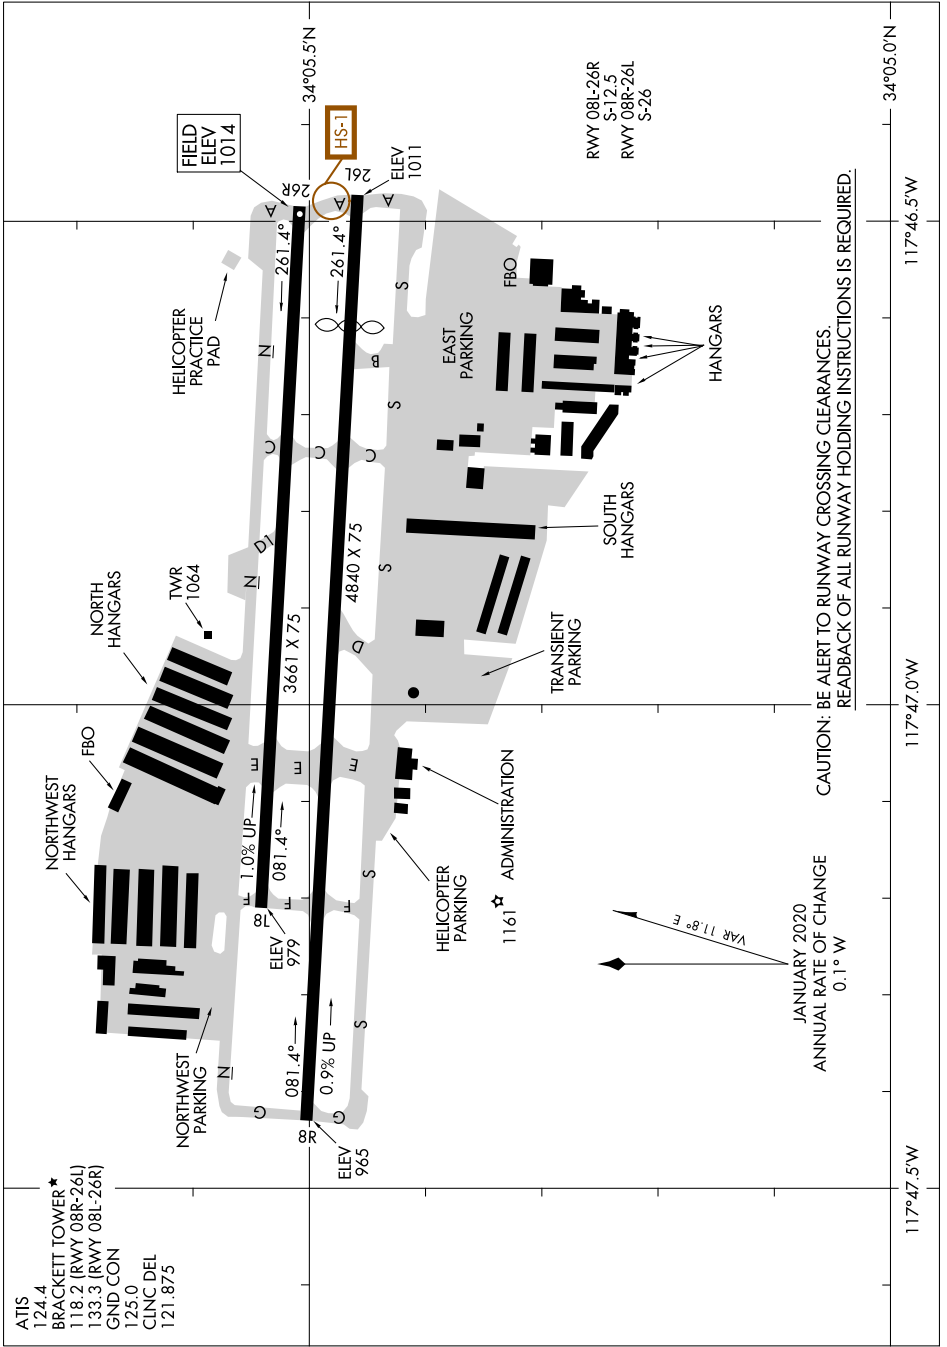 ATIS
124.4
BRACKETT TOWER★
118.2 (RWY 08R-26L)
133.3 (RWY 08L-26R)
GND CON
125.0
CLNC DEL
121.875
NORTHWEST
HANGARS
FBO
NORTH
HANGARS
TWR
1064
HELICOPTER
PRACTICE
PAD
FIELD
ELEV
1014
34°05.5'N
HS-1
NORTHWEST
PARKING
N
N
N
D1
A
A
A
26R
26L
ELEV
1011
261.4°
261.4°
G
G
8R
ELEV
965
081.4°
0.9% UP
8L
ELEV
979
1.0% UP
081.4°
F
F
F
E
E
E
3661 X 75
4840 X 75
D
C
C
C
B
S
S
S
S
S
HELICOPTER
PARKING
1161
ADMINISTRATION
TRANSIENT
PARKING
SOUTH
HANGARS
EAST
PARKING
FBO
HANGARS
RWY 08L-26R
S-12.5
RWY 08R-26L
S-26
VAR 11.8° E
JANUARY 2020
ANNUAL RATE OF CHANGE
0.1° W
CAUTION: BE ALERT TO RUNWAY CROSSING CLEARANCES.
READBACK OF ALL RUNWAY HOLDING INSTRUCTIONS IS REQUIRED.
34°05.0'N
117°47.5'W
117°47.0'W
117°46.5'W